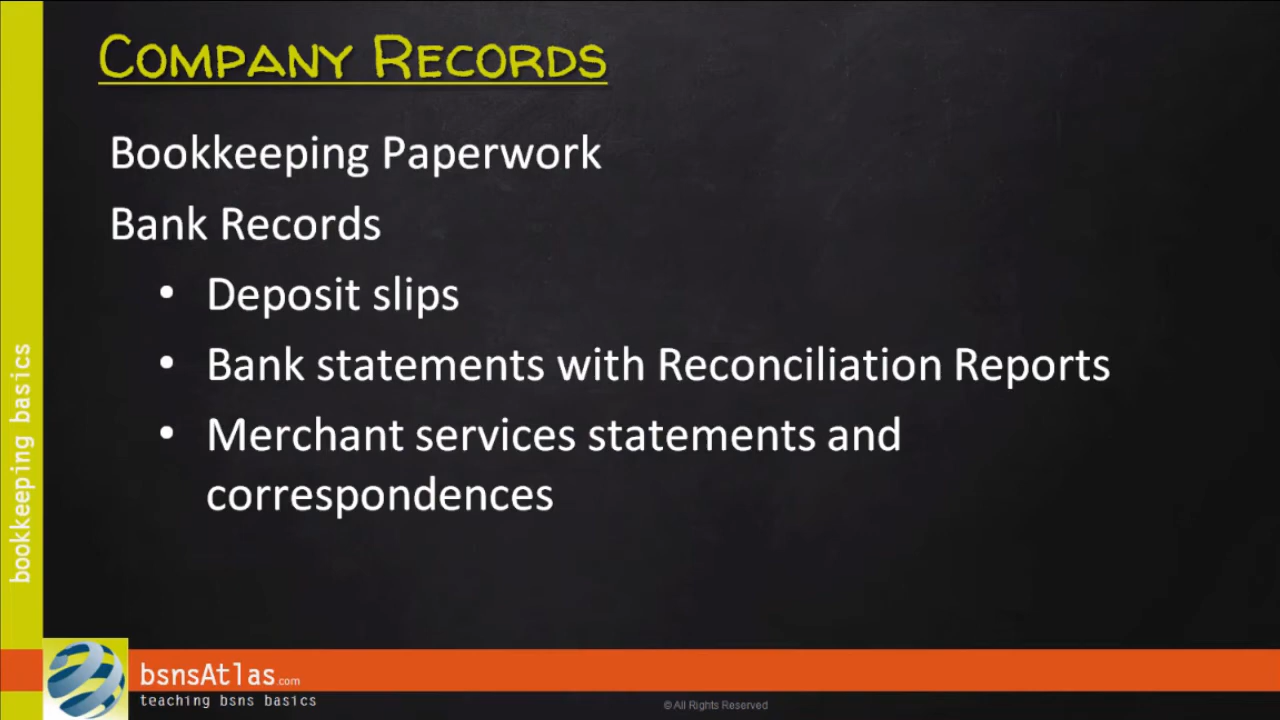 Company Records
Bookkeeping Paperwork
Bank Records
• Deposit slips
• Bank statements with Reconciliation Reports
• Merchant services statements and
correspondences
bookkeeping basics
bsnsAtlas.com
teaching bsns basics
© All Rights Reserved